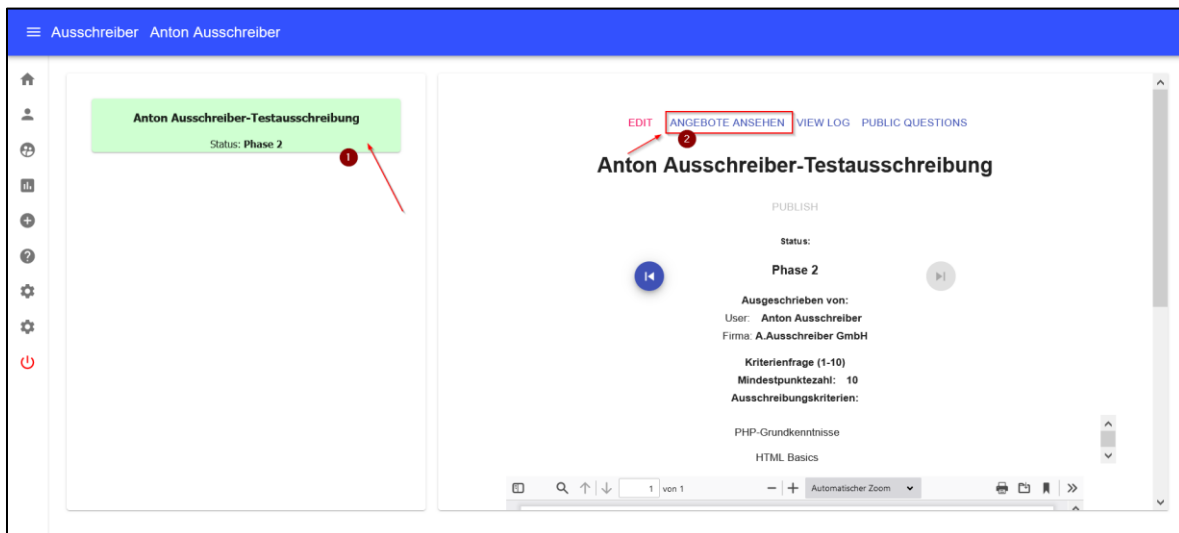 Ausschreiber Anton Ausschreiber
Anton Ausschreiber-Testausschreibung
Status: Phase 2
1
EDIT ANGEBOTE ANSEHEN VIEW LOG PUBLIC QUESTIONS
2
Anton Ausschreiber-Testausschreibung
PUBLISH
Status:
Phase 2
Ausgeschrieben von:
User: Anton Ausschreiber
Firma: A.Ausschreiber GmbH
Kriterienfrage (1-10)
Mindestpunktezahl: 10
Ausschreibungskriterien:
PHP-Grundkenntnisse
HTML Basics
1 von 1 Automatischer Zoom